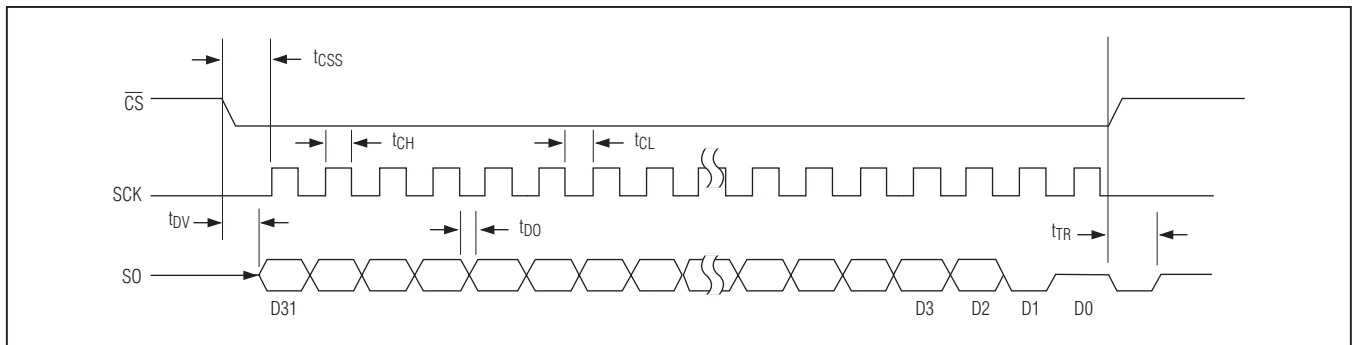 tCSS
CS
tCH
tCL
SCK
tDV
tDO
tTR
SO
D31
D3
D2
D1
D0